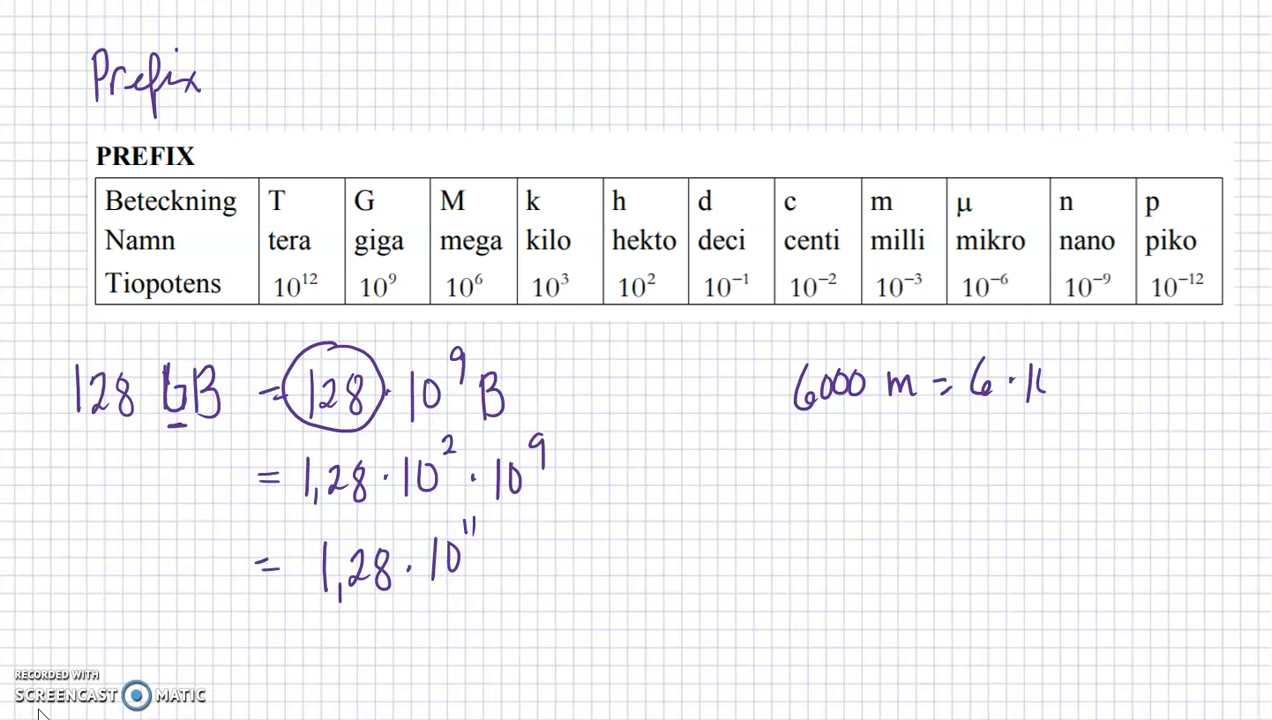 Prefix
PREFIX
Beteckning T G M k h d c m μ n p
Namn tera giga mega kilo hekto deci centi milli mikro nano piko
Tiopotens 10¹² 10⁹ 10⁶ 10³ 10² 10⁻¹ 10⁻² 10⁻³ 10⁻⁶ 10⁻⁹ 10⁻¹²
128 GB = 128 · 10⁹ B
= 1,28 · 10² · 10⁹
= 1,28 · 10¹¹
6000 m = 6 · 1
RECORDED WITH
SCREENCAST MATIC